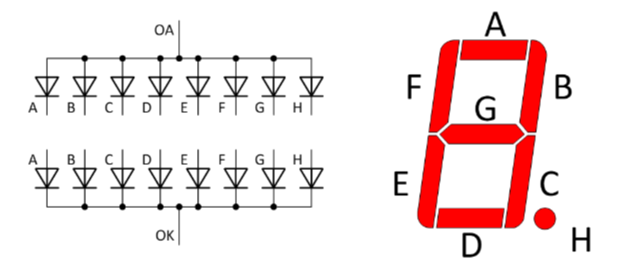 OA
A B C D E F G H
A B C D E F G H
OK
A
F B
G
E C
D H